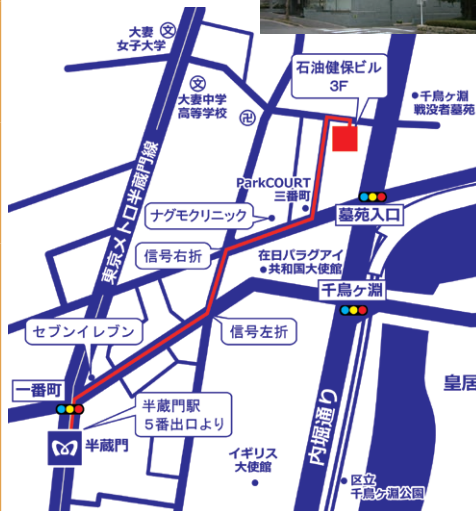 大妻
女子大学
文
石油健保ビル
3F
文
千鳥ヶ淵
戦没者墓苑
大妻中学
高等学校
卍
東京メトロ半蔵門線
ParkCOURT
三番町
ナグモクリニック
墓苑入口
信号右折
在日パラグアイ
共和国大使館
千鳥ヶ淵
セブンイレブン
信号左折
一番町
皇居
半蔵門駅
5番出口より
半蔵門
内堀通り
イギリス
大使館
区立
千鳥ヶ淵公園